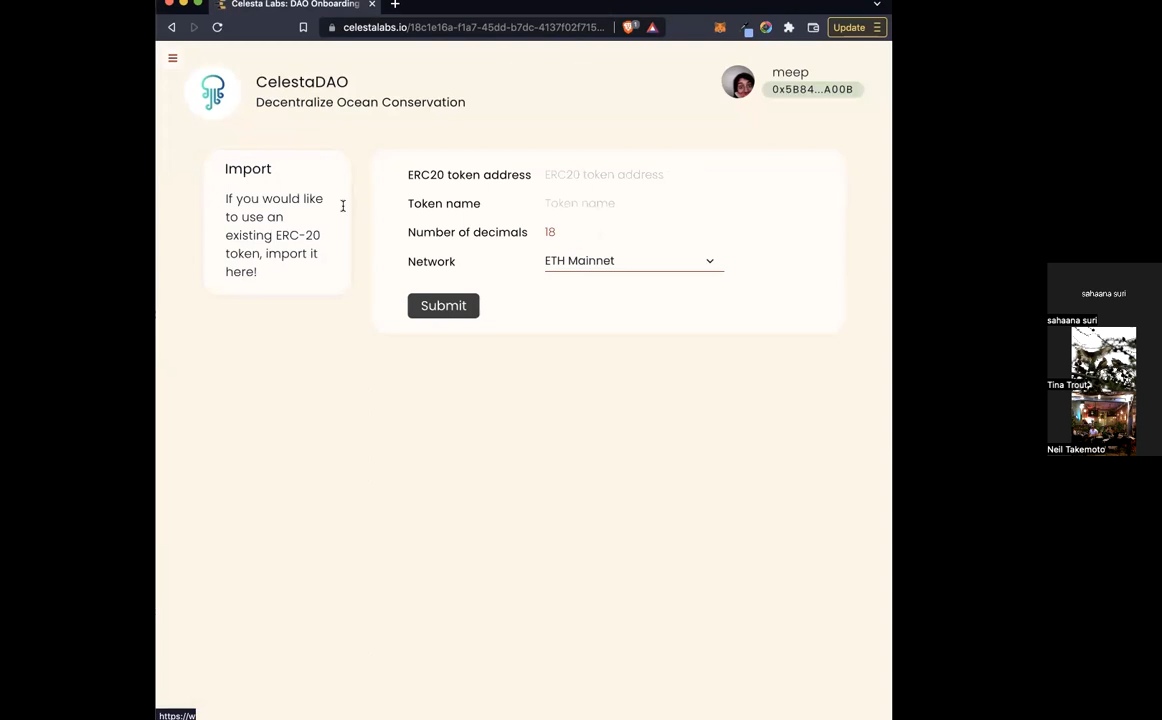 Celesta Labs: DAO Onboarding
celestalabs.io/18c1e16a-f1a7-45dd-b7dc-4137f02f715...
1
Update
CelestaDAO
Decentralize Ocean Conservation
meep
0x5B84...A00B
Import
If you would like
to use an
existing ERC-20
token, import it
here!
ERC20 token address
ERC20 token address
Token name
Token name
Number of decimals
18
Network
ETH Mainnet
Submit
sahaana suri
sahaana suri
Tina Trout
Neil Takemoto
https://w